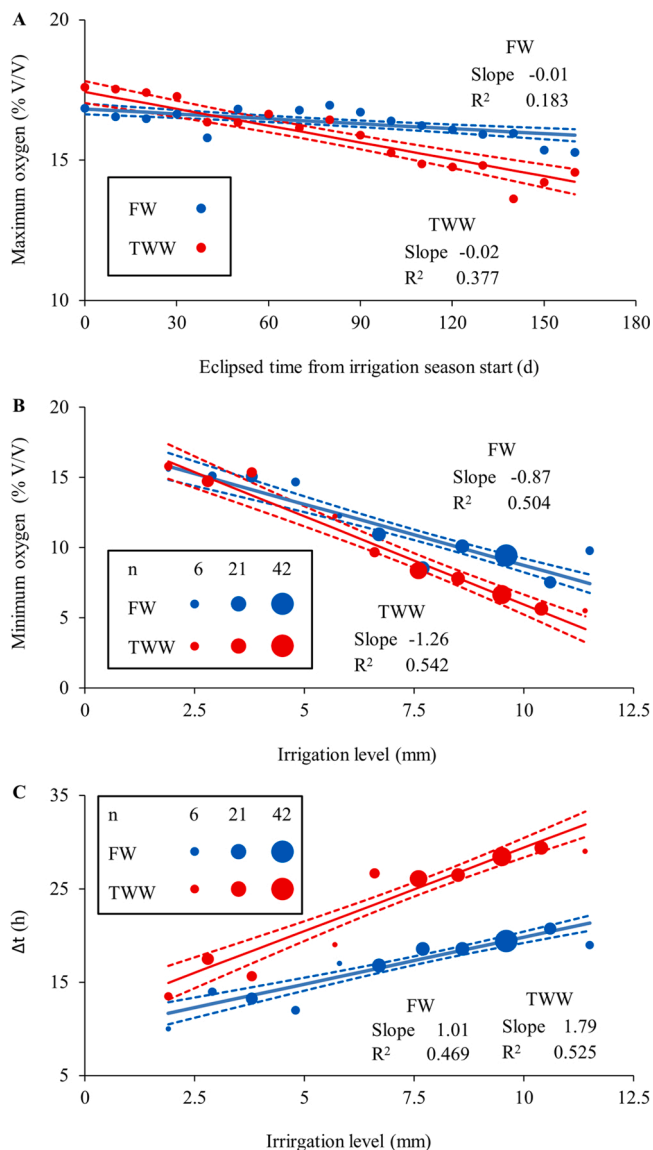 A
20
15
10
Maximum oxygen (% V/V)
FW
Slope -0.01
R² 0.183
FW
TWW
TWW
Slope -0.02
R² 0.377
0 30 60 90 120 150 180
Eclipsed time from irrigation season start (d)
B
20
15
10
5
0
Minimum oxygen (% V/V)
FW
Slope -0.87
R² 0.504
n 6 21 42
FW
TWW
TWW
Slope -1.26
R² 0.542
0 2.5 5 7.5 10 12.5
Irrigation level (mm)
C
35
25
15
5
Δt (h)
n 6 21 42
FW
TWW
FW
Slope 1.01
R² 0.469
TWW
Slope 1.79
R² 0.525
0 2.5 5 7.5 10 12.5
Irrirgation level (mm)